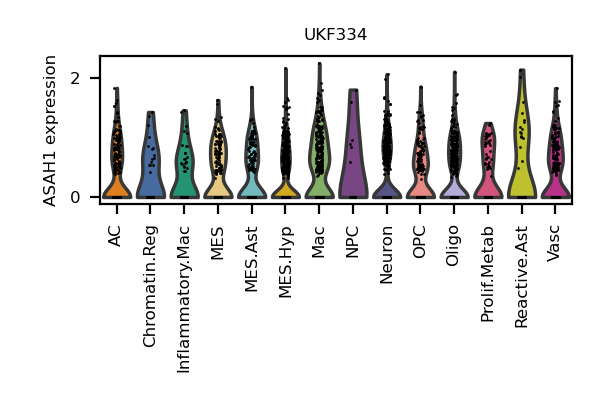 UKF334
ASAH1 expression
2
0
AC
Chromatin.Reg
Inflammatory.Mac
MES
MES.Ast
MES.Hyp
Mac
NPC
Neuron
OPC
Oligo
Prolif.Metab
Reactive.Ast
Vasc